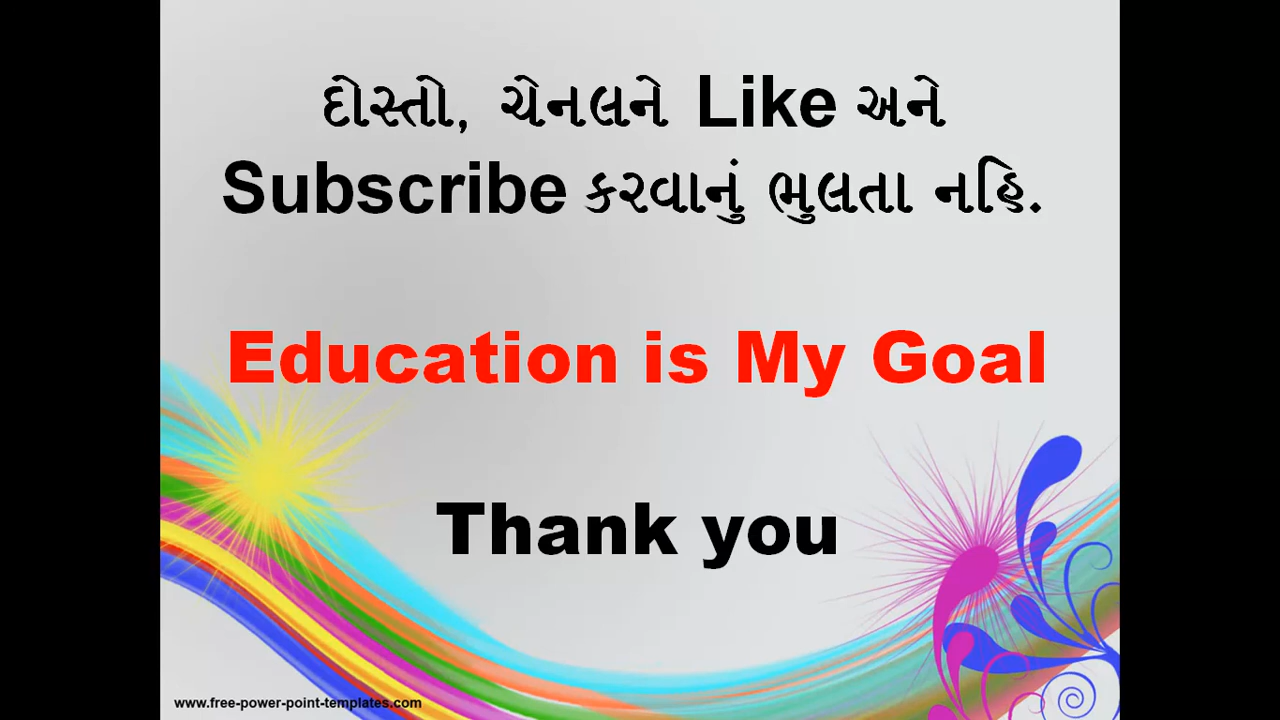 દોસ્તો, ચેનલને Like અને
Subscribe કરવાનું ભુલતા નહિ.
Education is My Goal
Thank you
www.free-power-point-templates.com